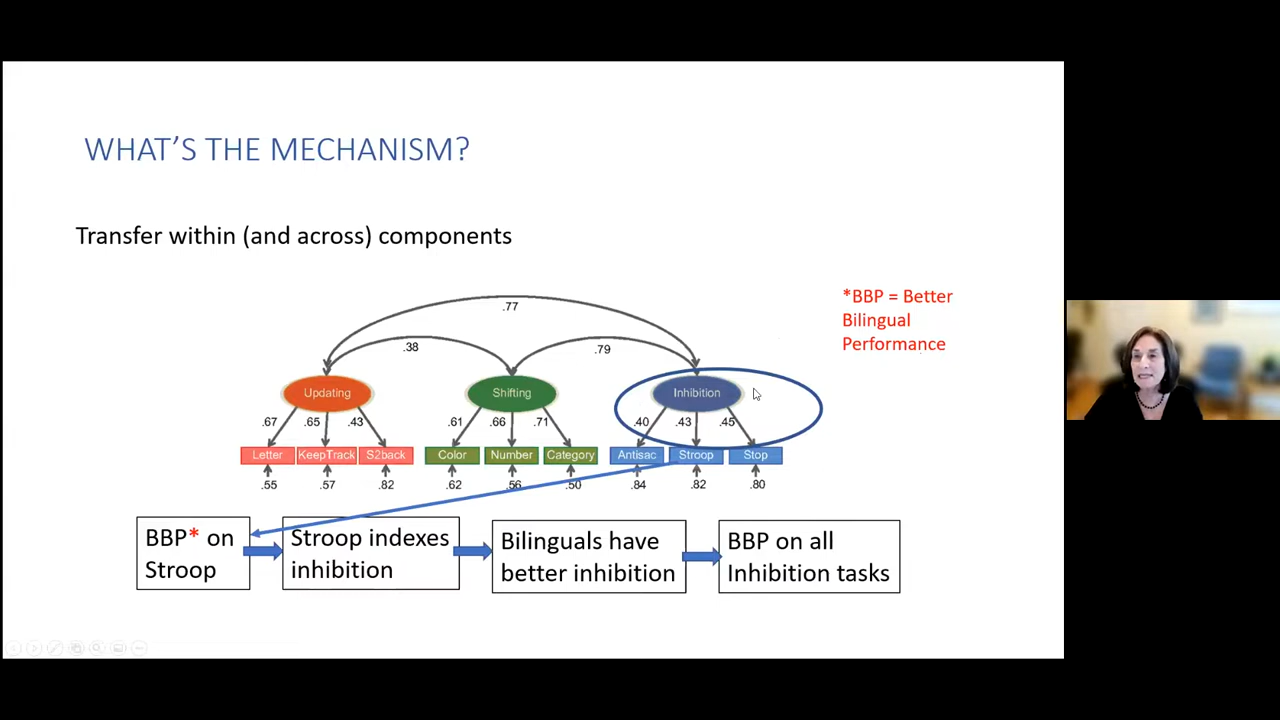 WHAT'S THE MECHANISM?
Transfer within (and across) components
*BBP = Better
Bilingual
Performance
.77
.38
.79
Updating
Shifting
Inhibition
.67 .65 .43
.61 .66 .71
.40 .43 .45
Letter KeepTrack S2back
Color Number Category
Antisac Stroop Stop
.55 .57 .82
.62 .56 .50
.84 .82 .80
BBP* on
Stroop
Stroop indexes
inhibition
Bilinguals have
better inhibition
BBP on all
Inhibition tasks